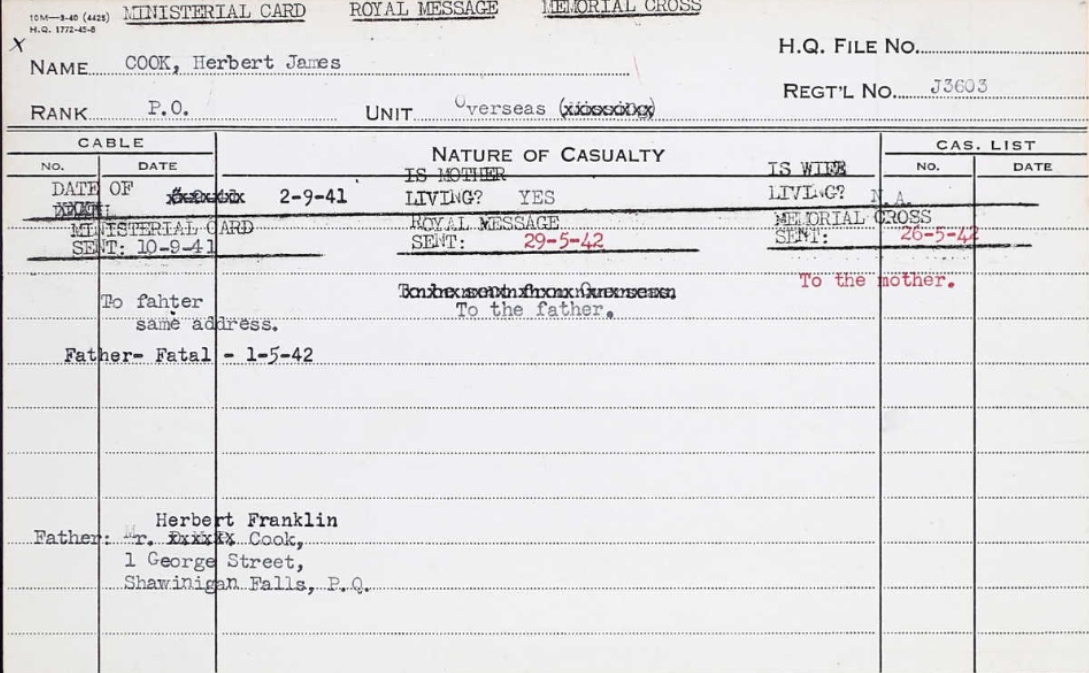 10M—3-40 (4425) MINISTERIAL CARD ROYAL MESSAGE MEMORIAL CROSS
H.Q. 1772-45-8
X
H.Q. FILE NO.
NAME COOK, Herbert James
REGT'L NO. J3603
RANK P.O. UNIT Overseas
CABLE NATURE OF CASUALTY CAS. LIST
NO. DATE IS MOTHER IS WIFE NO. DATE
DATE OF 2-9-41 LIVING? YES LIVING? N.A.
MINISTERIAL CARD ROYAL MESSAGE MEMORIAL CROSS
SENT: 10-9-41 SENT: 29-5-42 SENT: 26-5-42
To the mother.
To fahter To the father.
same address.
Father- Fatal - 1-5-42
Herbert Franklin
Father: Mr. Cook,
1 George Street,
Shawinigan Falls, P.Q.